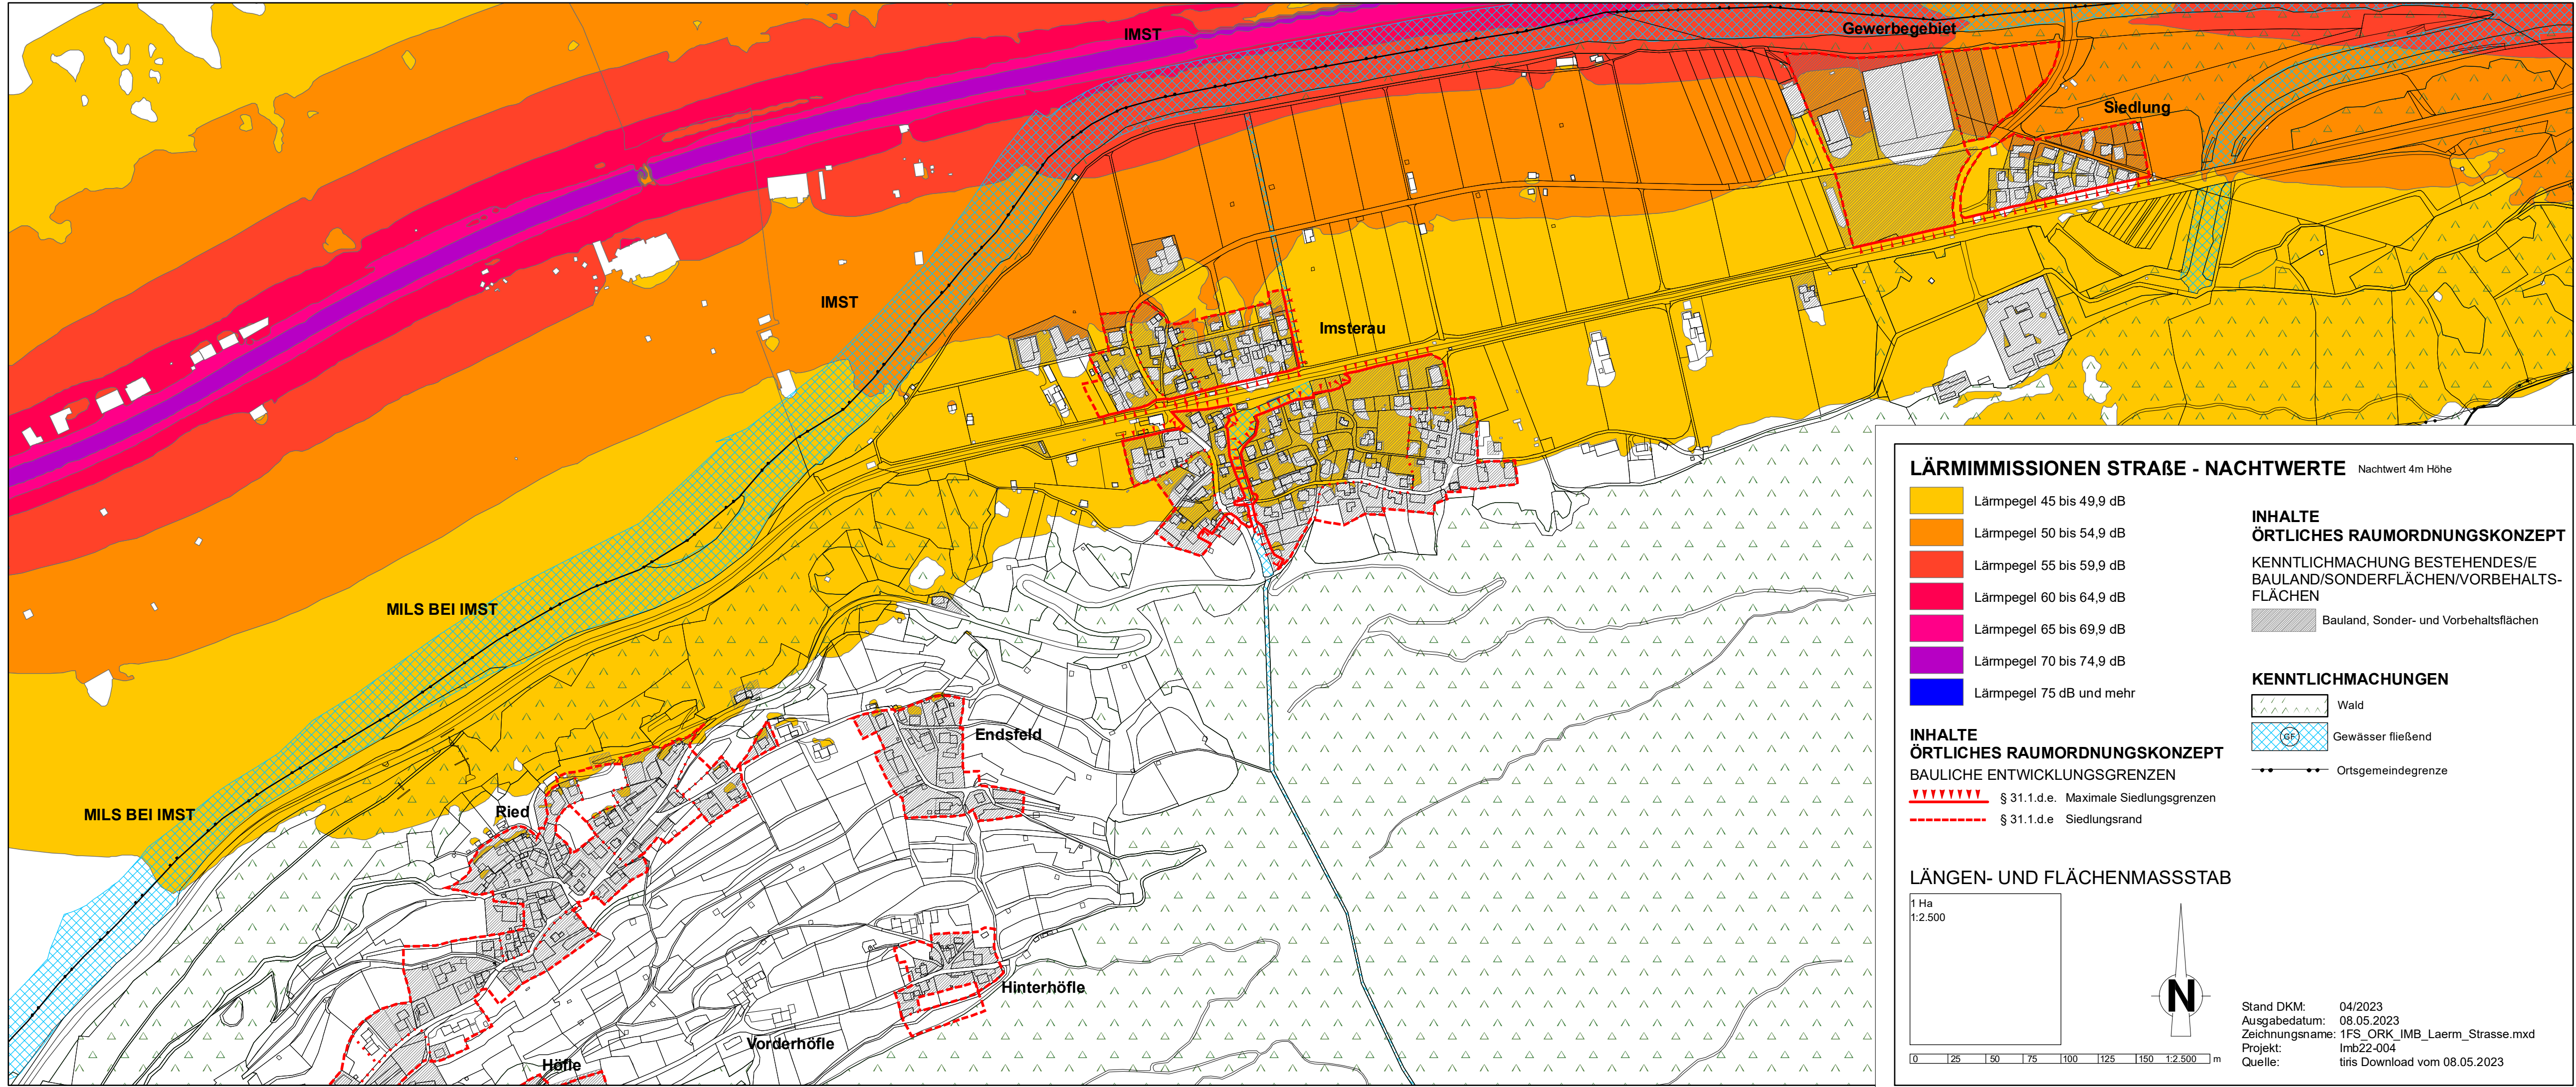 IMST
Gewerbegebiet
Siedlung
IMST
Imsterau
MILS BEI IMST
Endsfeld
MILS BEI IMST
Ried
Hinterhöfle
Vorderhöfle
Höfle
LÄRMIMMISSIONEN STRAßE - NACHTWERTE Nachtwert 4m Höhe
Lärmpegel 45 bis 49,9 dB
Lärmpegel 50 bis 54,9 dB
Lärmpegel 55 bis 59,9 dB
Lärmpegel 60 bis 64,9 dB
Lärmpegel 65 bis 69,9 dB
Lärmpegel 70 bis 74,9 dB
Lärmpegel 75 dB und mehr
INHALTE
ÖRTLICHES RAUMORDNUNGSKONZEPT
BAULICHE ENTWICKLUNGSGRENZEN
§ 31.1.d.e. Maximale Siedlungsgrenzen
§ 31.1.d.e Siedlungsrand
INHALTE
ÖRTLICHES RAUMORDNUNGSKONZEPT
KENNTLICHMACHUNG BESTEHENDES/E
BAULAND/SONDERFLÄCHEN/VORBEHALTS-
FLÄCHEN
Bauland, Sonder- und Vorbehaltsflächen
KENNTLICHMACHUNGEN
Wald
GF Gewässer fließend
Ortsgemeindegrenze
LÄNGEN- UND FLÄCHENMASSSTAB
1 Ha
1:2.500
N
0 25 50 75 100 125 150 1:2.500 m
Stand DKM: 04/2023
Ausgabedatum: 08.05.2023
Zeichnungsname: 1FS_ORK_IMB_Laerm_Strasse.mxd
Projekt: Imb22-004
Quelle: tiris Download vom 08.05.2023